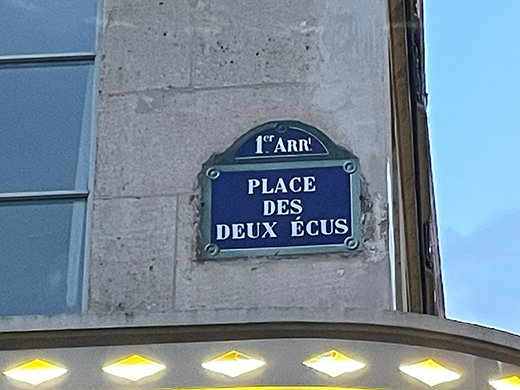 1er ARRt
PLACE
DES
DEUX ÉCUS